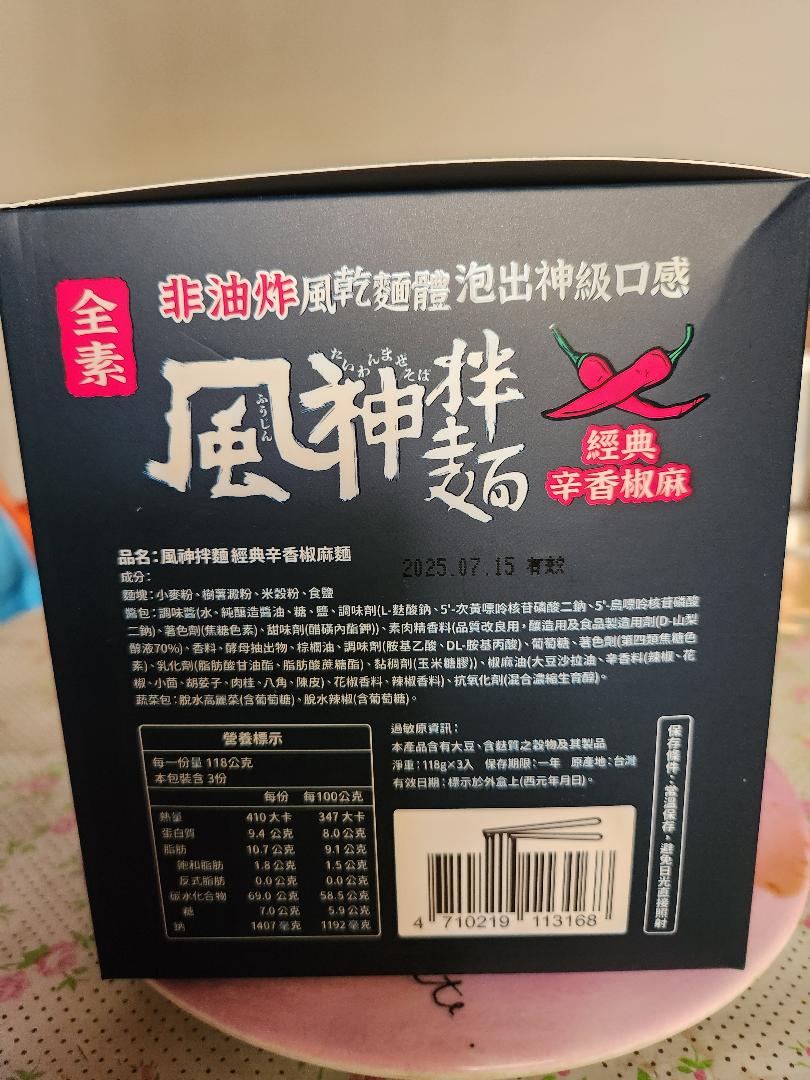 全素
非油炸風乾麵體 泡出神級口感
たいわんまぜそば
ふうじん
風神拌麵
經典
辛香椒麻
品名:風神拌麵 經典辛香椒麻麵
2025.07.15 有效
成分:
麵塊:小麥粉、樹薯澱粉、米穀粉、食鹽
醬包:調味醬(水、純釀造醬油、糖、鹽、調味劑(L-麩酸鈉、5'-次黃嘌呤核苷磷酸二鈉、5'-鳥嘌呤核苷磷酸
二鈉)、著色劑(焦糖色素)、甜味劑(醋磺內酯鉀))、素肉精香料(品質改良用、釀造用及食品製造用劑(D-山梨
醇液70%)、香料、酵母抽出物、棕櫚油、調味劑(胺基乙酸、DL-胺基丙酸)、葡萄糖、著色劑(第四類焦糖色
素)、乳化劑(脂肪酸甘油酯、脂肪酸蔗糖酯)、黏稠劑(玉米糖膠))、椒麻油(大豆沙拉油、辛香料(辣椒、花
椒、小茴、胡荽子、肉桂、八角、陳皮)、花椒香料、辣椒香料)、抗氧化劑(混合濃縮生育醇)。
蔬菜包:脫水高麗菜(含葡萄糖)、脫水辣椒(含葡萄糖)。
營養標示
每一份量 118公克
本包裝含 3份
每份 每100公克
熱量 410 大卡 347 大卡
蛋白質 9.4 公克 8.0 公克
脂肪 10.7 公克 9.1 公克
飽和脂肪 1.8 公克 1.5 公克
反式脂肪 0.0 公克 0.0 公克
碳水化合物 69.0 公克 58.5 公克
糖 7.0 公克 5.9 公克
鈉 1407 毫克 1192 毫克
過敏原資訊:
本產品含有大豆、含麩質之穀物及其製品
淨重:118g×3入 保存期限:一年 原產地:台灣
有效日期:標示於外盒上(西元年月日)。
4 710219 113168
保存條件:常溫保存,避免日光直接照射